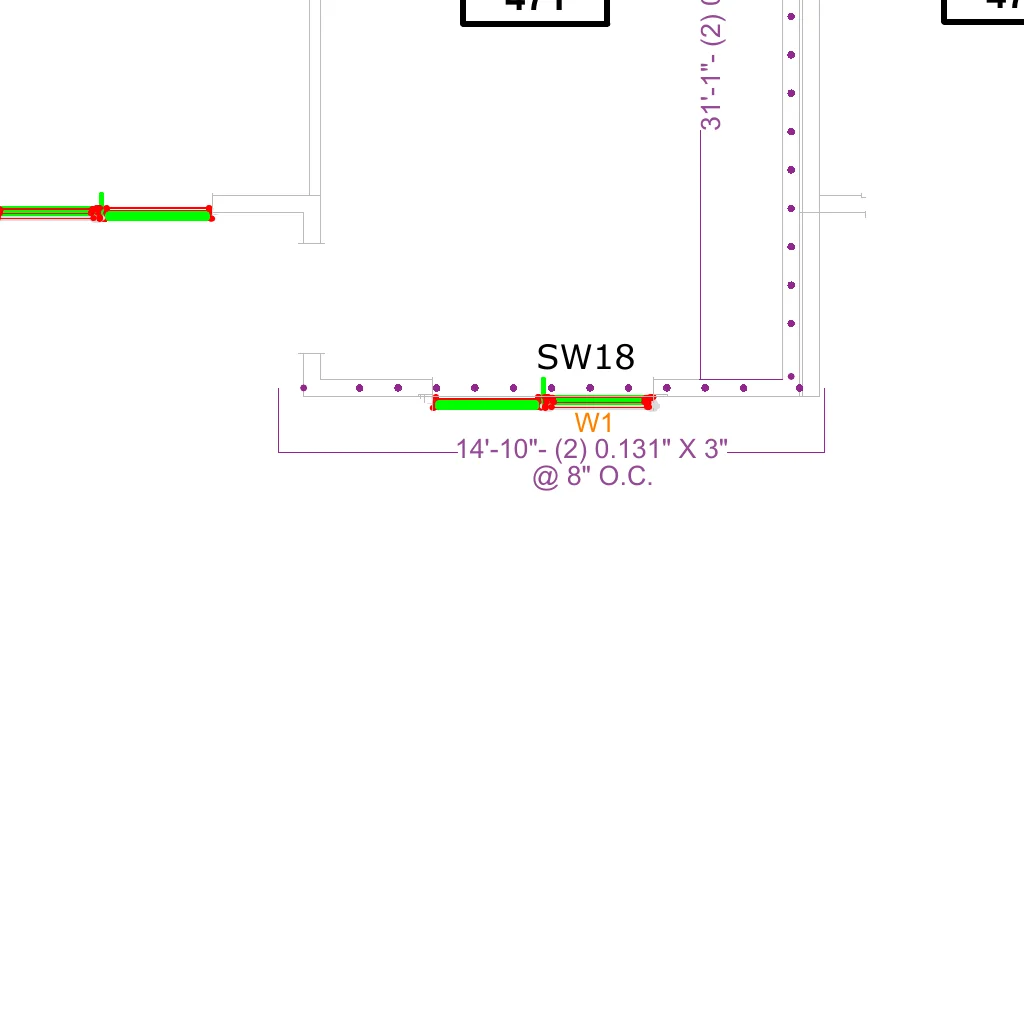 31'-1"- (2)
SW18
W1
14'-10"- (2) 0.131" X 3"
@ 8" O.C.